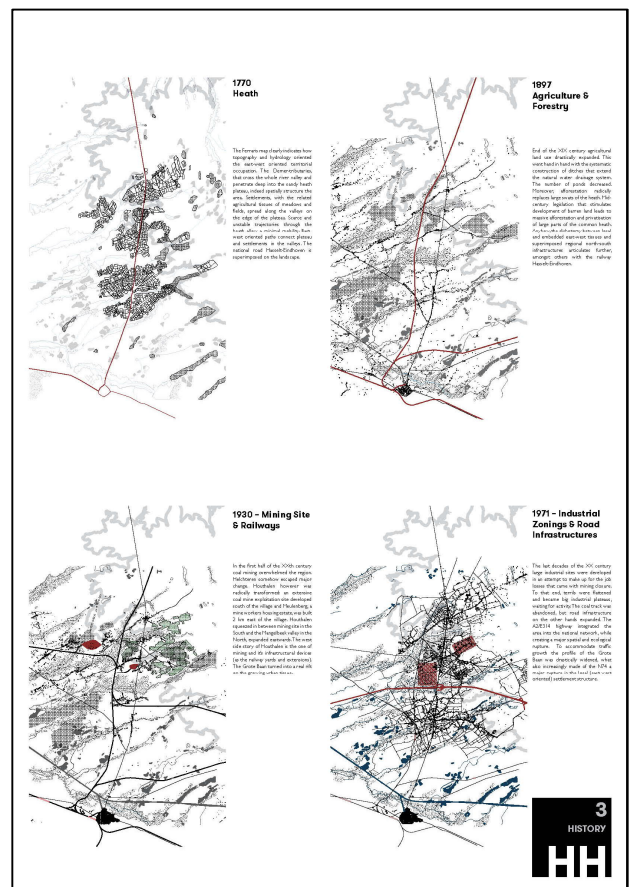 1770
Heath
The Ferraris map clearly indicates how
topography and hydrology oriented
the east-west oriented territorial
occupation. The Demer-tributaries,
that cross the whole river valley and
penetrate deep into the sandy heath
plateau, indeed spatially structure the
area. Settlements, with the related
agricultural tissues of meadows and
fields, spread along the valleys on
the edge of the plateau. Scarce and
unstable trajectories through the
heath allow a minimal mobility. East-
west oriented paths connect plateau
and settlements in the valleys. The
national road Hasselt-Eindhoven is
superimposed on the landscape.
1897
Agriculture &
Forestry
End of the XIX century agricultural
land use drastically expanded. This
went hand in hand with the systematic
construction of ditches that extend
the natural water drainage system.
The number of ponds decreased.
Moreover, afforestation radically
replaces large swats of the heath. Mid-
century legislation that stimulates
development of barren land leads to
massive afforestation and privatisation
of large parts of the common heath.
dichotomy between local
and embedded east-west tissues and
superimposed regional north-south
infrastructures articulates further,
amongst others with the railway
Hasselt-Eindhoven.
1930 – Mining Site
& Railways
In the first half of the XXth century
coal mining overwhelmed the region.
Helchteren somehow escaped major
change. Houthalen however was
radically transformed: an extensive
coal mine exploitation site developed
south of the village and Meulenberg, a
mine workers housing estate, was built
2 km east of the village. Houthalen
squeezed in between mining site in the
South and the Mangelbeek valley in the
North, expanded eastwards. The west
side story of Houthalen is the one of
mining and its infrastructural devices
(as the railway yards and extensions).
The Grote Baan turned into a real rift
on the growing urban tissue.
1971 – Industrial
Zonings & Road
Infrastructures
The last decades of the XX century
large industrial sites were developed
in an attempt to make up for the job
losses that came with mining closure.
To that end, terrils were flattened
and became big industrial plateaus,
waiting for activity. The coal track was
abandoned, but road infrastructure
on the other hands expanded. The
A2/E314 highway integrated the
area into the national network, while
creating a major spatial and ecological
rupture. To accommodate traffic
growth the profile of the Grote
Baan was drastically widened, what
also increasingly made of the N74 a
major rupture in the local (east-west
oriented) settlement structure.
3
HISTORY
HH